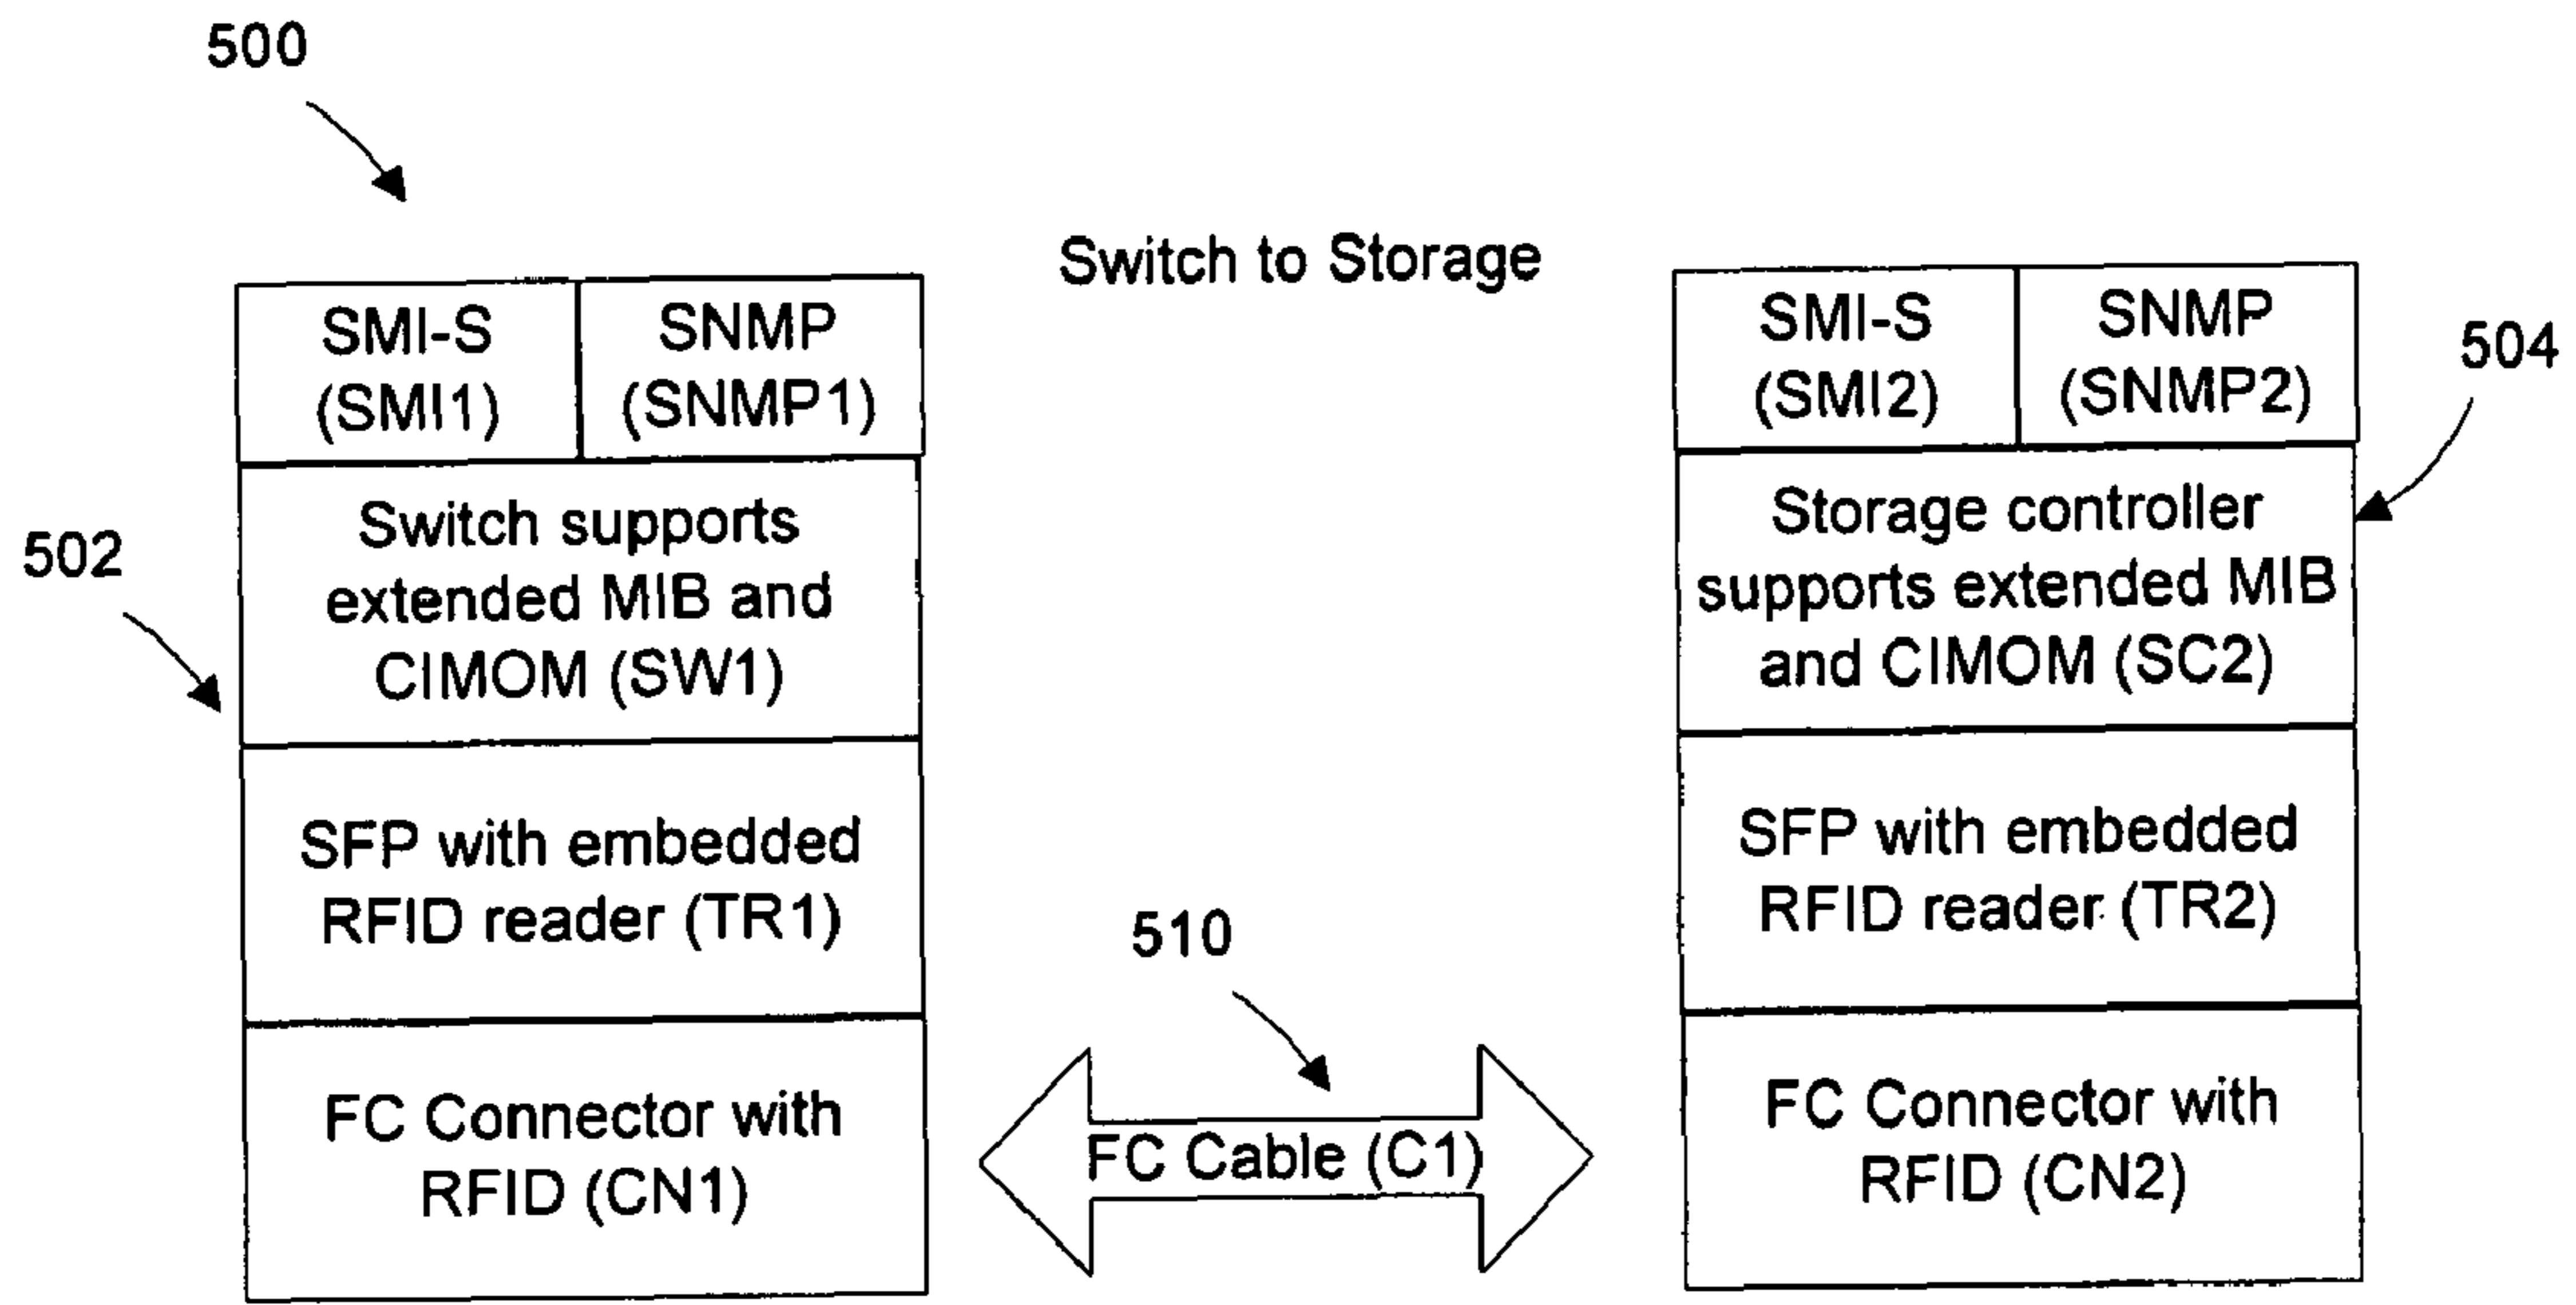 500
Switch to Storage
SMI-S
(SMI1)
SNMP
(SNMP1)
502
Switch supports
extended MIB and
CIMOM (SW1)
SFP with embedded
RFID reader (TR1)
FC Connector with
RFID (CN1)
510
FC Cable (C1)
SMI-S
(SMI2)
SNMP
(SNMP2)
504
Storage controller
supports extended MIB
and CIMOM (SC2)
SFP with embedded
RFID reader (TR2)
FC Connector with
RFID (CN2)